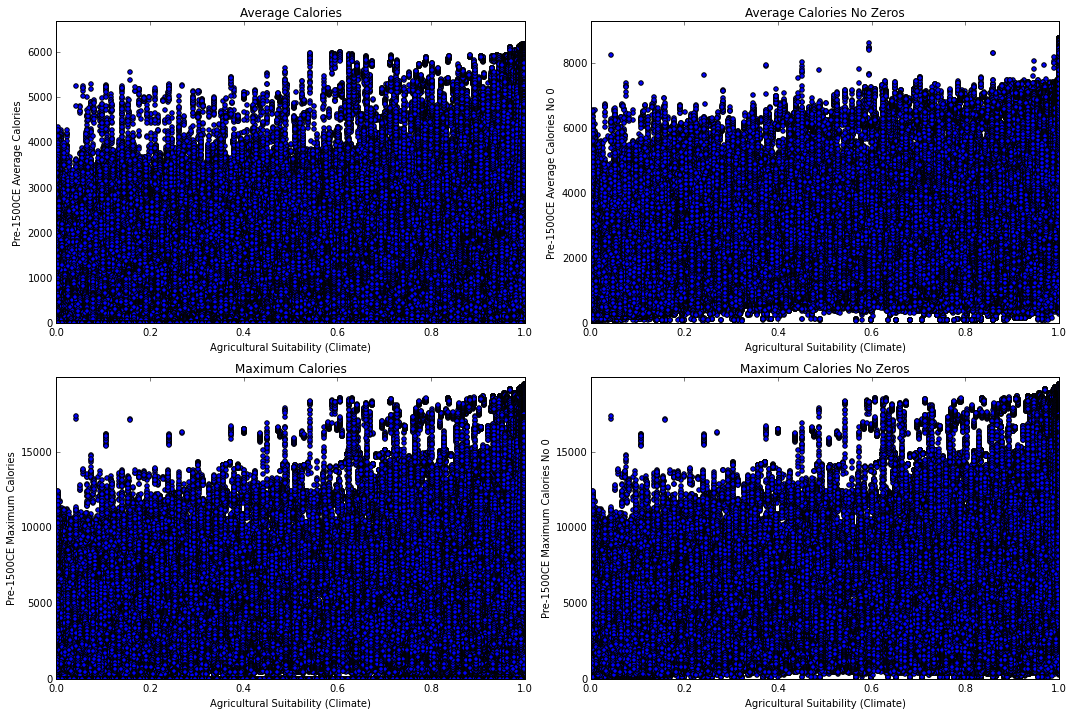 Average Calories
Pre-1500CE Average Calories
6000
5000
4000
3000
2000
1000
0
0.0 0.2 0.4 0.6 0.8 1.0
Agricultural Suitability (Climate)
Average Calories No Zeros
Pre-1500CE Average Calories No 0
8000
6000
4000
2000
0
0.0 0.2 0.4 0.6 0.8 1.0
Agricultural Suitability (Climate)
Maximum Calories
Pre-1500CE Maximum Calories
15000
10000
5000
0
0.0 0.2 0.4 0.6 0.8 1.0
Agricultural Suitability (Climate)
Maximum Calories No Zeros
Pre-1500CE Maximum Calories No 0
15000
10000
5000
0
0.0 0.2 0.4 0.6 0.8 1.0
Agricultural Suitability (Climate)